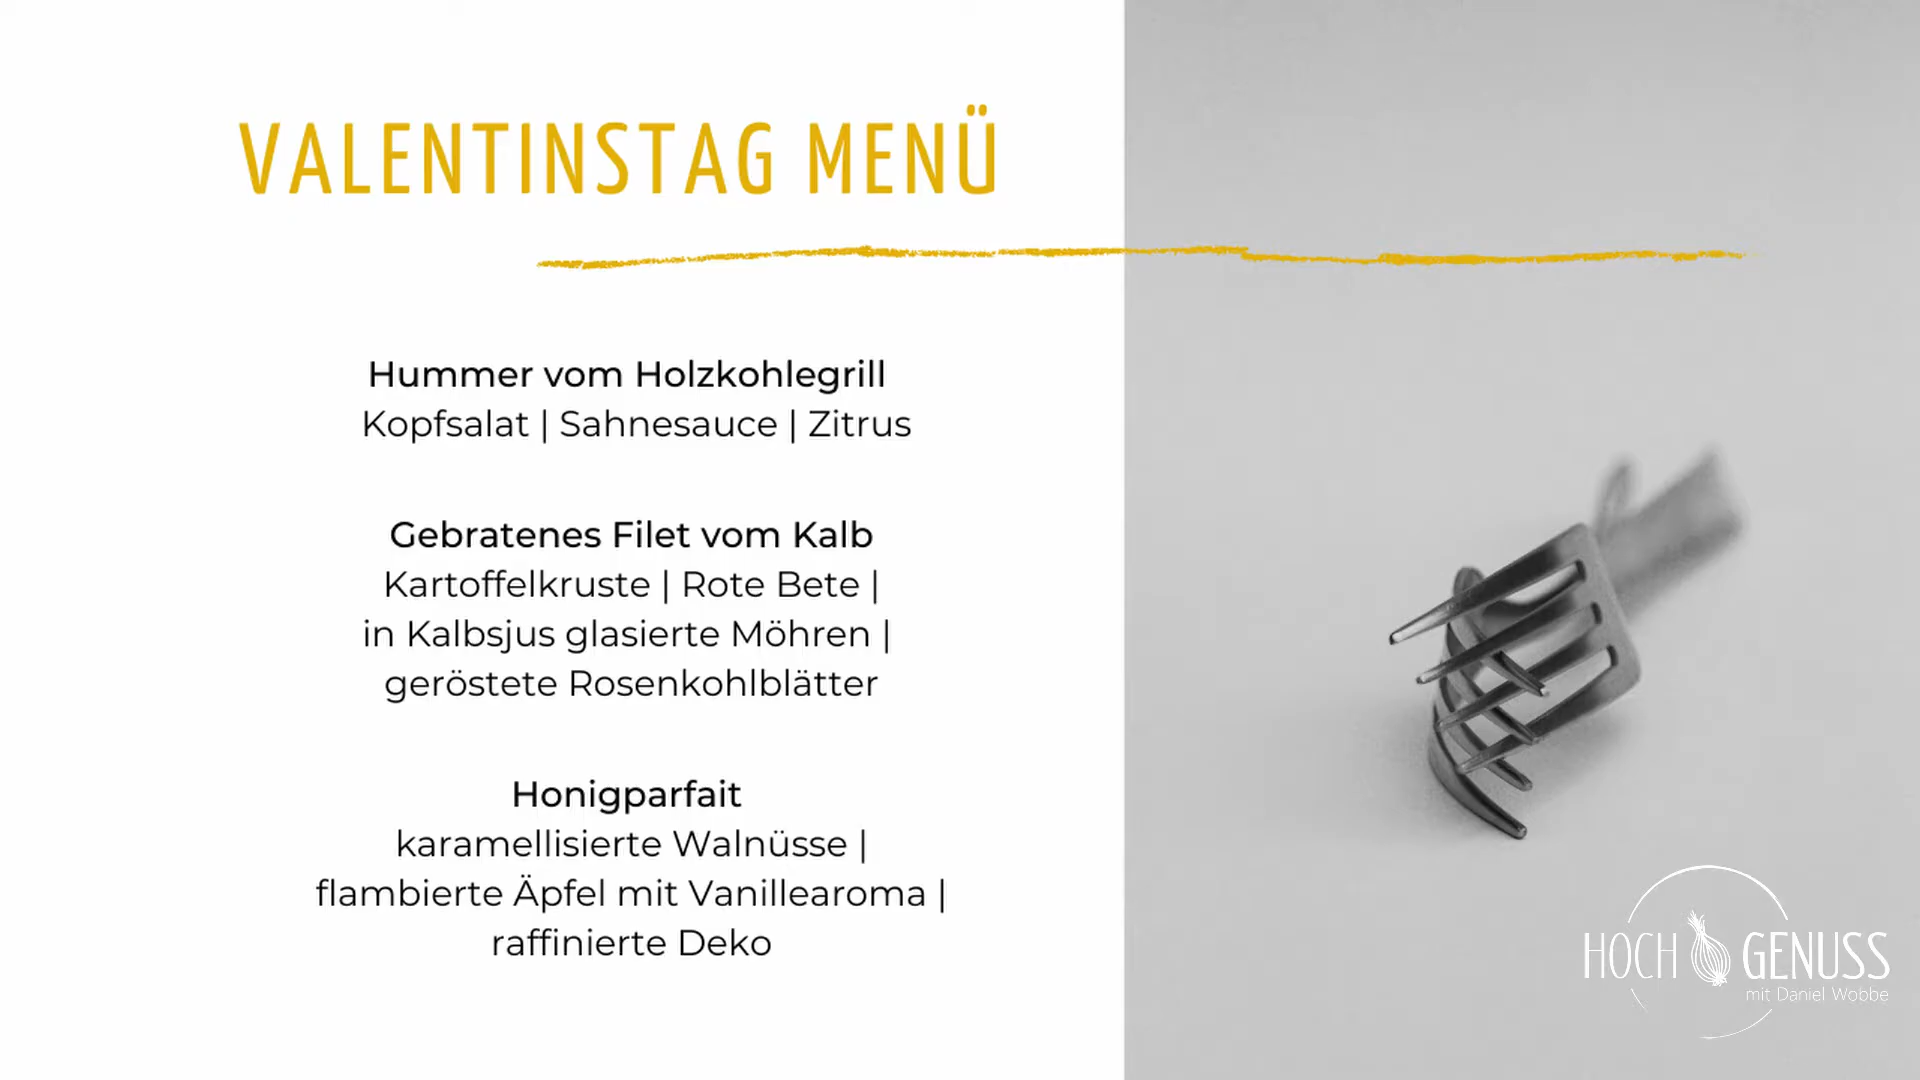 VALENTINSTAG MENÜ
Hummer vom Holzkohlegrill
Kopfsalat | Sahnesauce | Zitrus
Gebratenes Filet vom Kalb
Kartoffelkruste | Rote Bete |
in Kalbsjus glasierte Möhren |
geröstete Rosenkohlblätter
Honigparfait
karamellisierte Walnüsse |
flambierte Äpfel mit Vanillearoma |
raffinierte Deko
HOCH GENUSS
mit Daniel Wobbe